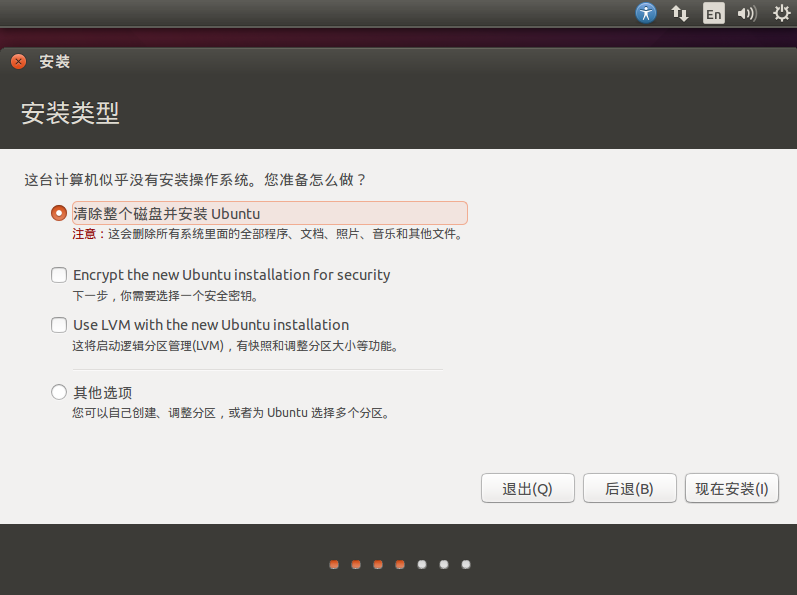 En
安装
安装类型
这台计算机似乎没有安装操作系统。您准备怎么做？
清除整个磁盘并安装 Ubuntu
注意：这会删除所有系统里面的全部程序、文档、照片、音乐和其他文件。
Encrypt the new Ubuntu installation for security
下一步，你需要选择一个安全密钥。
Use LVM with the new Ubuntu installation
这将启动逻辑分区管理(LVM)，有快照和调整分区大小等功能。
其他选项
您可以自己创建、调整分区，或者为 Ubuntu 选择多个分区。
退出(Q) 后退(B) 现在安装(I)